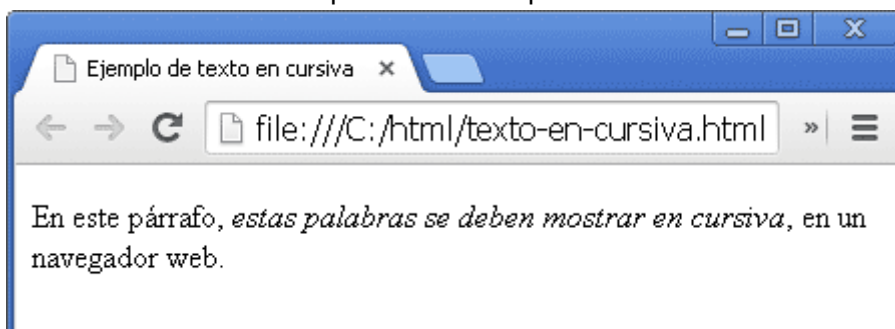 Ejemplo de texto en cursiva
file:///C:/html/texto-en-cursiva.html
En este párrafo, estas palabras se deben mostrar en cursiva, en un
navegador web.